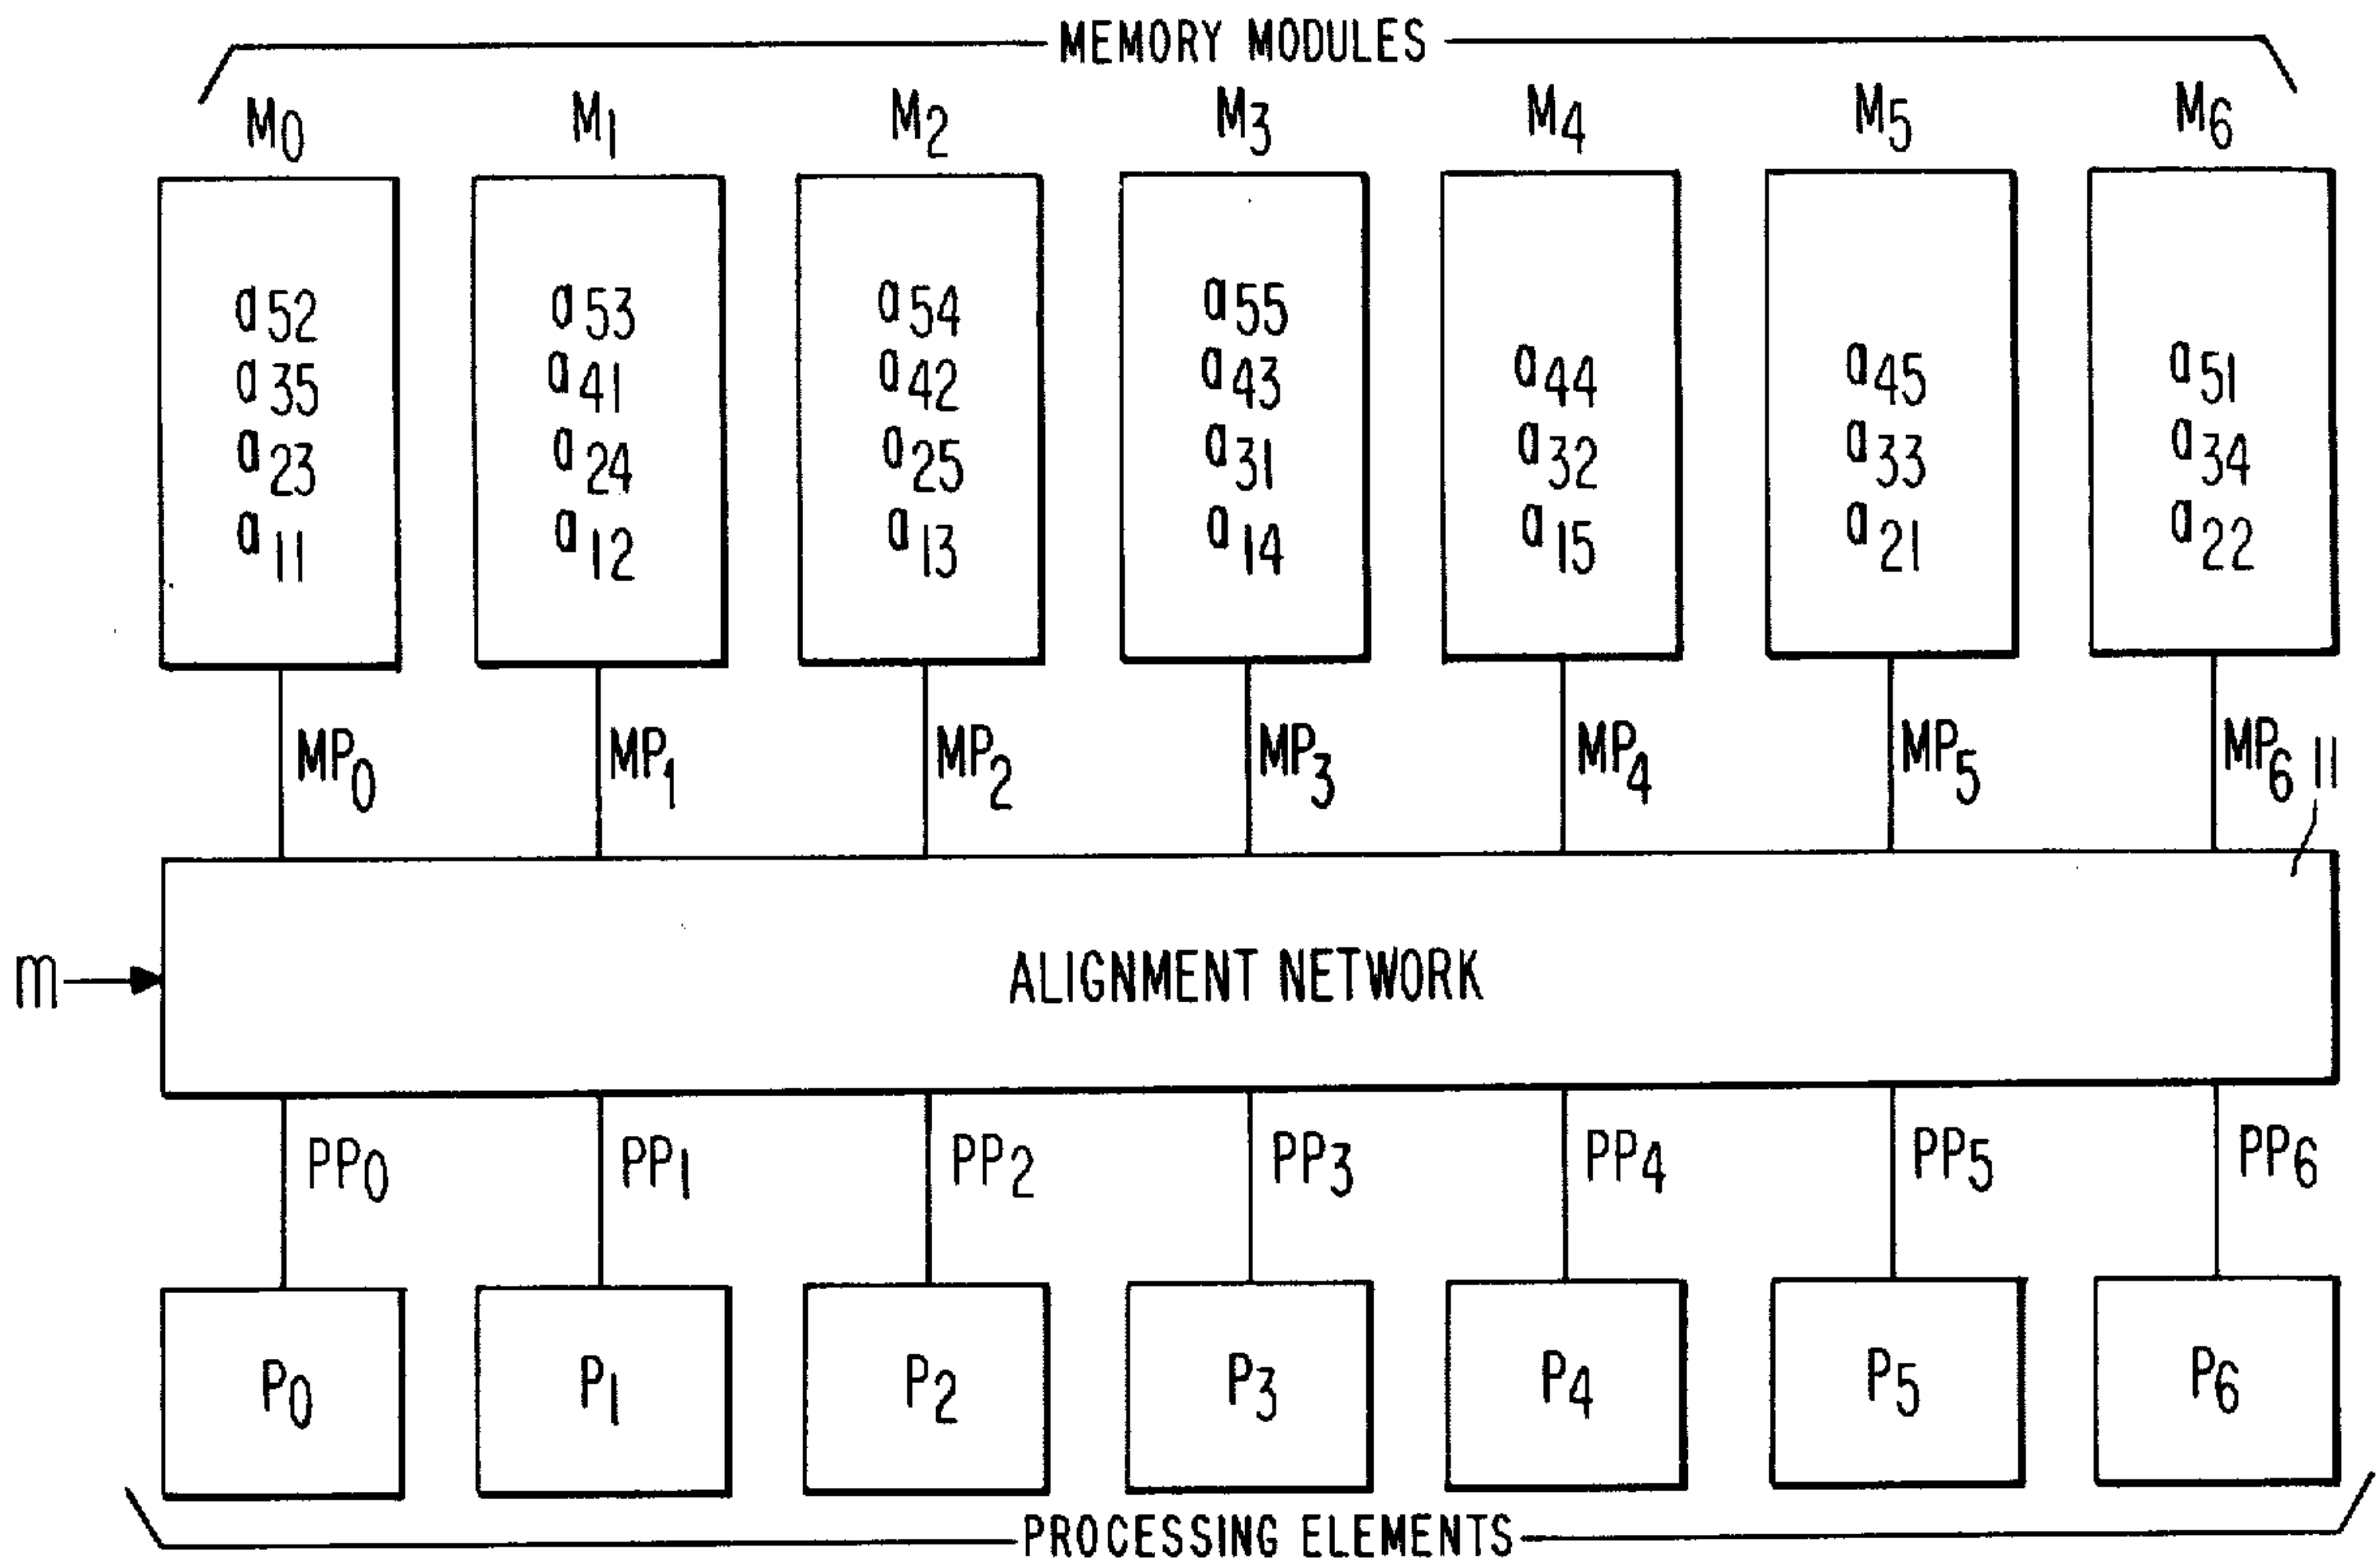 MEMORY MODULES
M0 M1 M2 M3 M4 M5 M6
a52 a53 a54 a55
a35 a41 a42 a43 a44 a45 a51
a23 a24 a25 a31 a32 a33 a34
a11 a12 a13 a14 a15 a21 a22
MP0 MP1 MP2 MP3 MP4 MP5 MP6 11
m ALIGNMENT NETWORK
PP0 PP1 PP2 PP3 PP4 PP5 PP6
P0 P1 P2 P3 P4 P5 P6
PROCESSING ELEMENTS